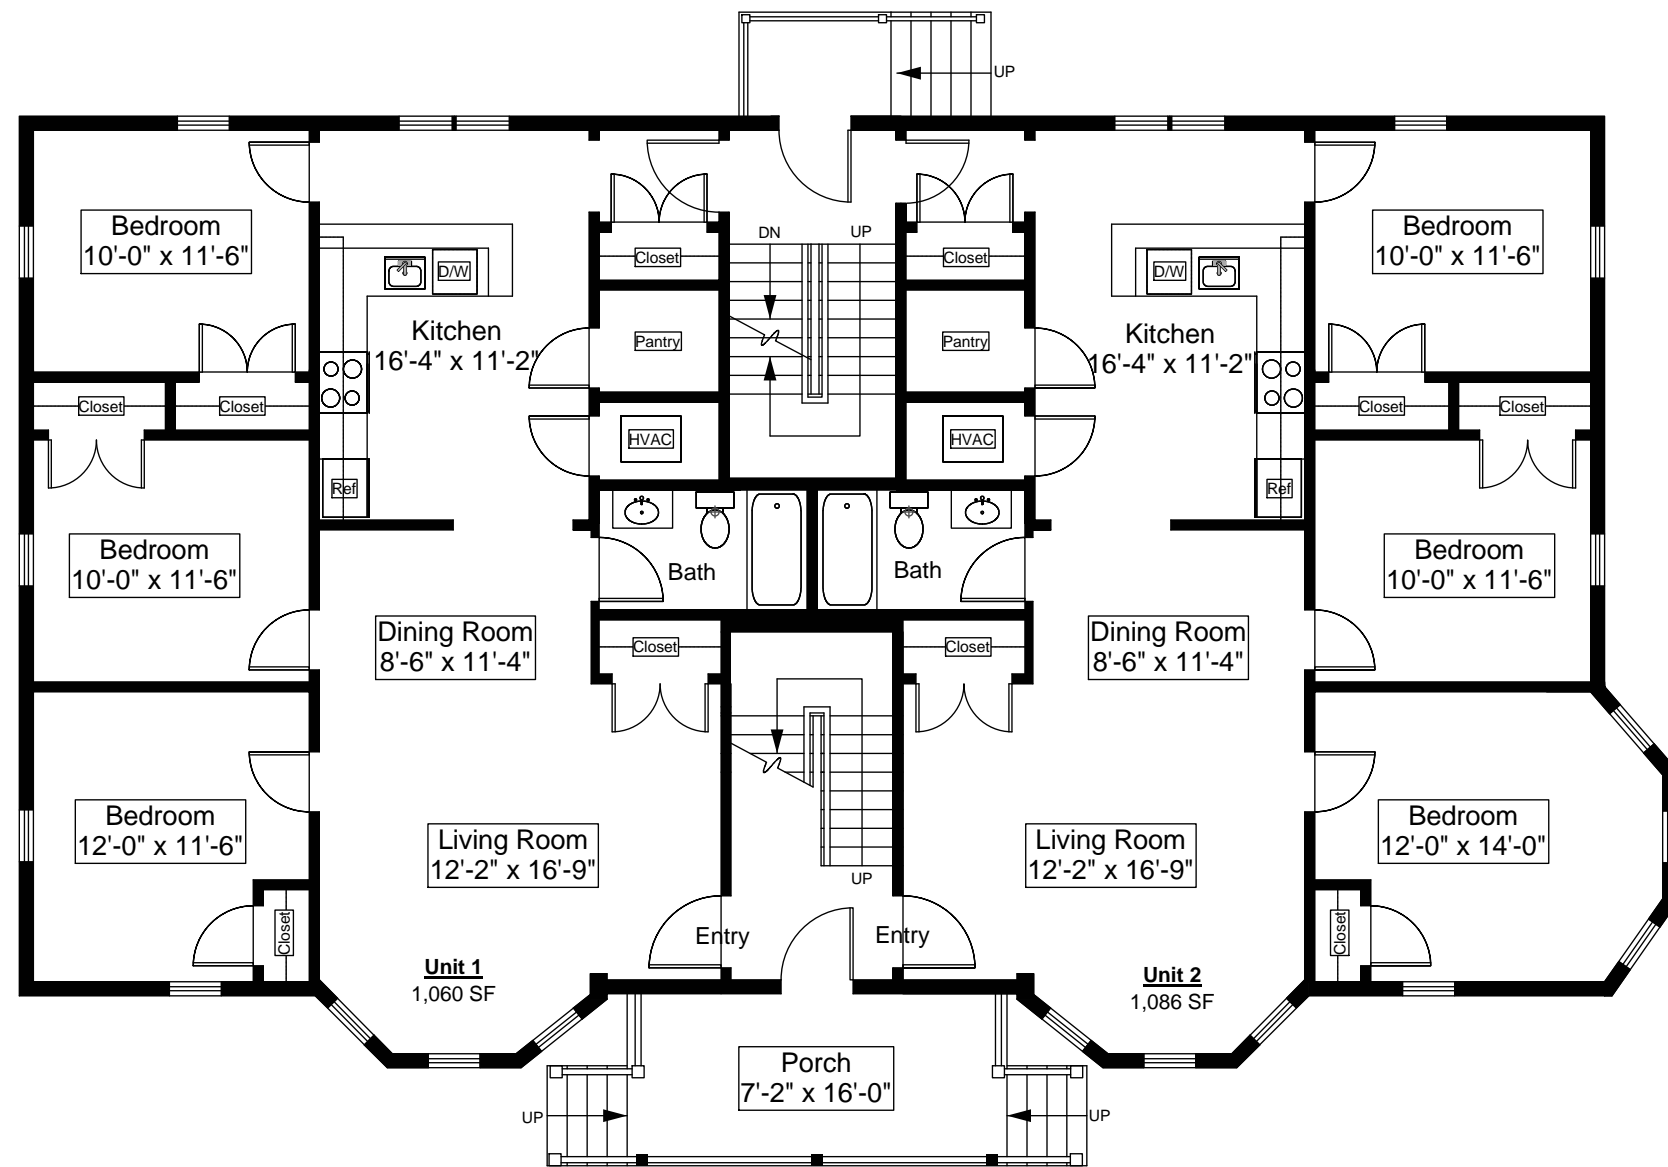 UP
Bedroom
10'-0" x 11'-6"
Closet
D/W
Kitchen
16'-4" x 11'-2"
Pantry
DN
UP
Closet
Pantry
D/W
Kitchen
16'-4" x 11'-2"
Bedroom
10'-0" x 11'-6"
Closet
Closet
HVAC
HVAC
Closet
Closet
Ref
Ref
Bedroom
10'-0" x 11'-6"
Bath
Bath
Bedroom
10'-0" x 11'-6"
Dining Room
8'-6" x 11'-4"
Closet
Closet
Dining Room
8'-6" x 11'-4"
Bedroom
12'-0" x 11'-6"
Living Room
12'-2" x 16'-9"
UP
Living Room
12'-2" x 16'-9"
Bedroom
12'-0" x 14'-0"
Closet
Entry
Entry
Closet
Unit 1
1,060 SF
Unit 2
1,086 SF
Porch
7'-2" x 16'-0"
UP
UP